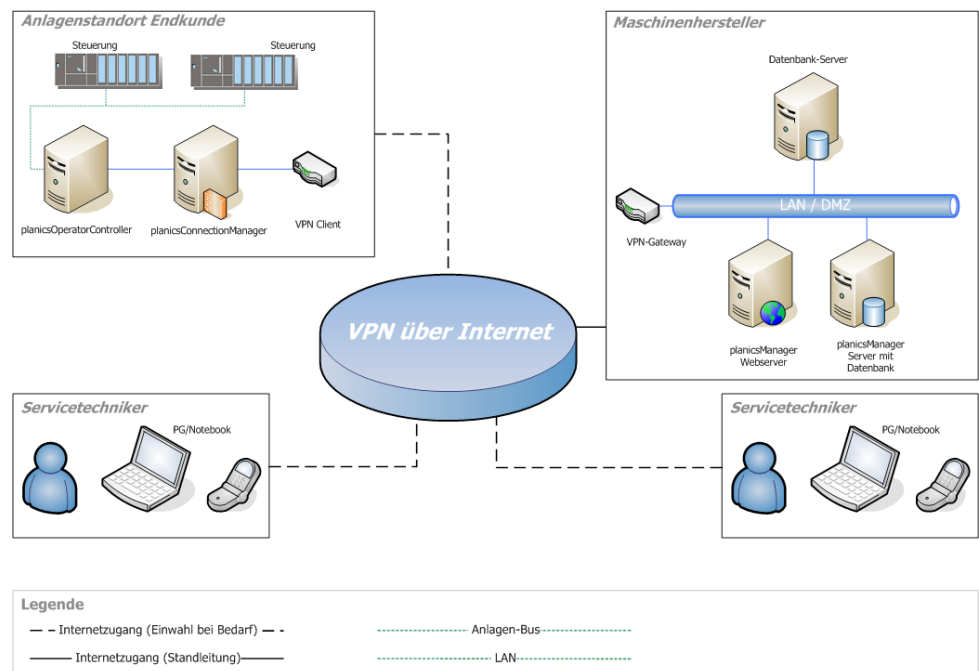 Anlagenstandort Endkunde
Steuerung
Steuerung
planicsOperatorController
planicsConnectionManager
VPN Client
Maschinenhersteller
Datenbank-Server
LAN / DMZ
VPN-Gateway
planicsManager
Webserver
planicsManager
Server mit
Datenbank
VPN über Internet
Servicetechniker
PG/Notebook
Servicetechniker
PG/Notebook
Legende
Internetzugang (Einwahl bei Bedarf)
Anlagen-Bus
Internetzugang (Standleitung)
LAN